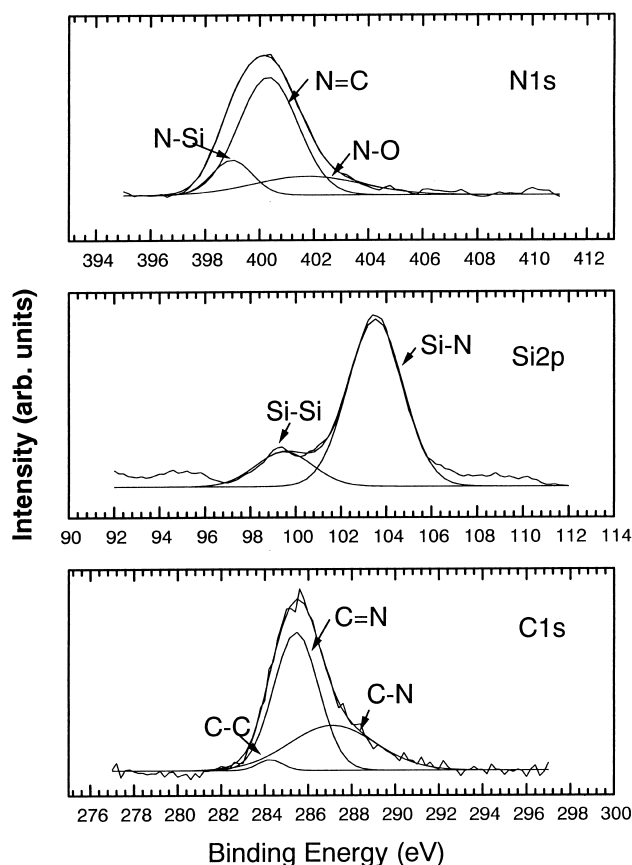 N1s
N=C
N-Si
N-O
394 396 398 400 402 404 406 408 410 412
Si2p
Si-N
Si-Si
90 92 94 96 98 100 102 104 106 108 110 112 114
C1s
C=N
C-N
C-C
276 278 280 282 284 286 288 290 292 294 296 298 300
Intensity (arb. units)
Binding Energy (eV)